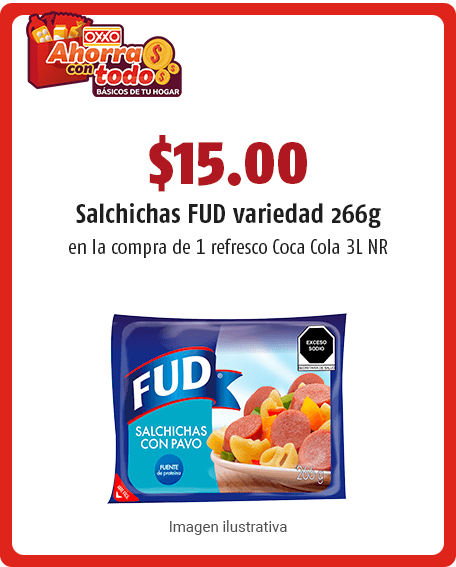 OXXO
Ahorra
con
todo
BÁSICOS DE TU HOGAR
$15.00
Salchichas FUD variedad 266g
en la compra de 1 refresco Coca Cola 3L NR
EXCESO
SODIO
SECRETARÍA DE SALUD
FUD
SALCHICHAS
CON PAVO
FUENTE
de proteína
266 g
Imagen ilustrativa